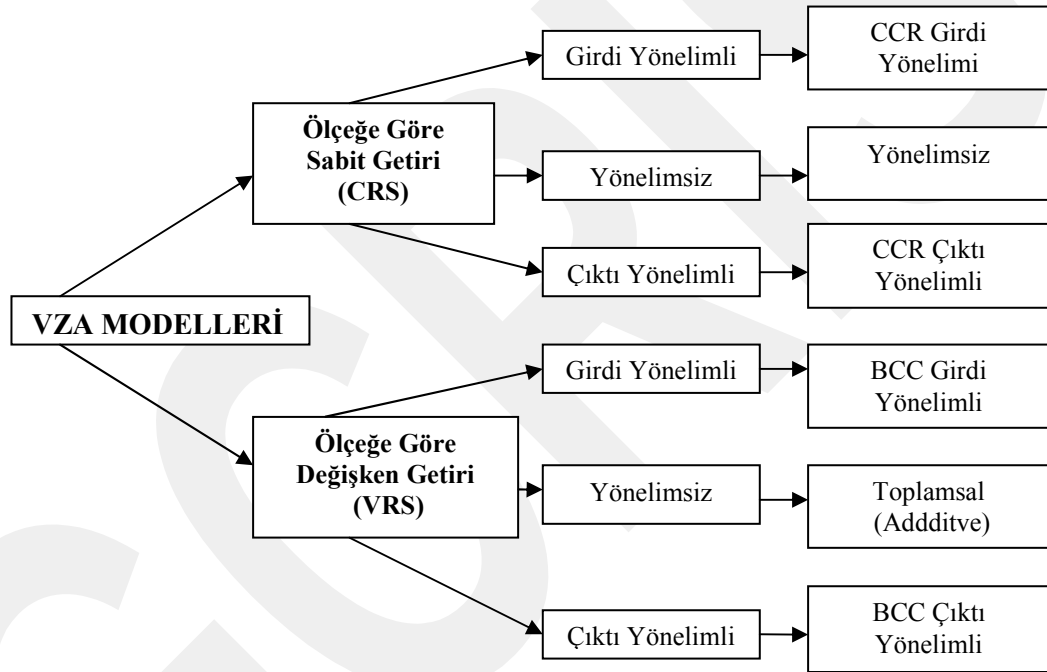 Girdi Yönelimli
CCR Girdi
Yönelimi
Ölçeğe Göre
Sabit Getiri
(CRS)
Yönelimsiz
Yönelimsiz
Çıktı Yönelimli
CCR Çıktı
Yönelimli
VZA MODELLERİ
Girdi Yönelimli
BCC Girdi
Yönelimli
Ölçeğe Göre
Değişken Getiri
(VRS)
Yönelimsiz
Toplamsal
(Addditve)
Çıktı Yönelimli
BCC Çıktı
Yönelimli